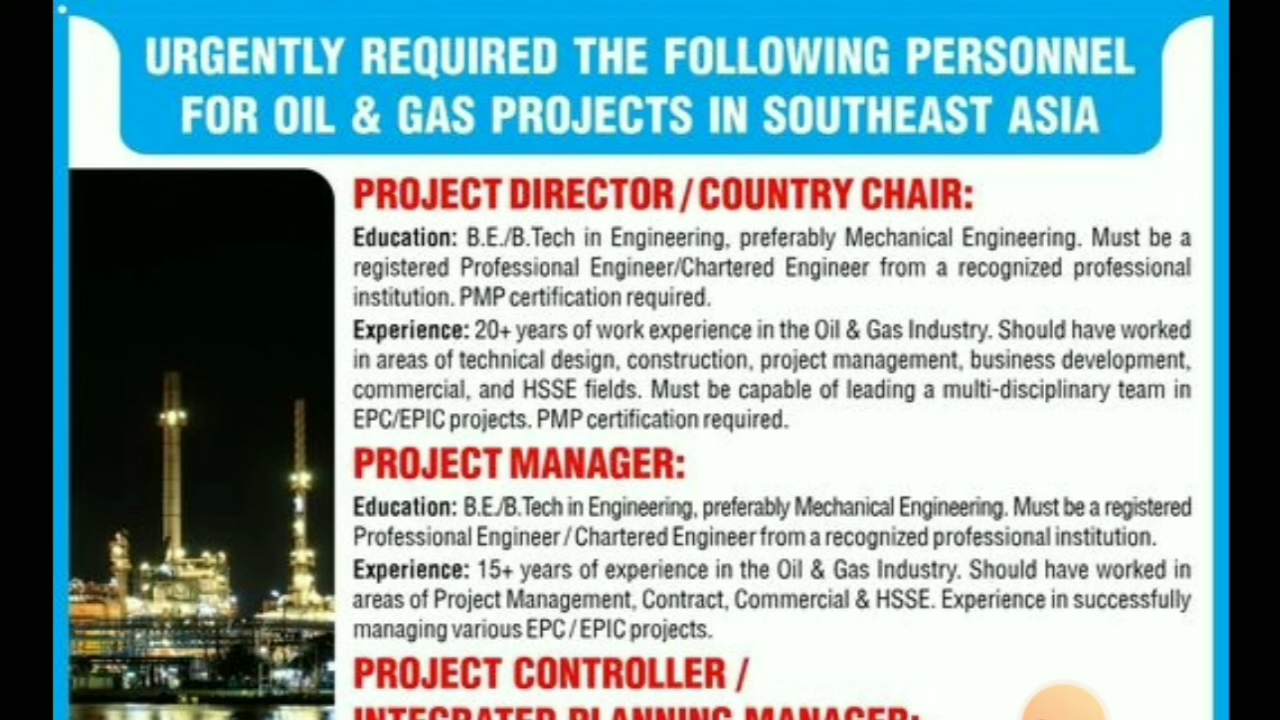 URGENTLY REQUIRED THE FOLLOWING PERSONNEL
FOR OIL & GAS PROJECTS IN SOUTHEAST ASIA
PROJECT DIRECTOR / COUNTRY CHAIR:
Education: B.E./B.Tech in Engineering, preferably Mechanical Engineering. Must be a
registered Professional Engineer/Chartered Engineer from a recognized professional
institution. PMP certification required.
Experience: 20+ years of work experience in the Oil & Gas Industry. Should have worked
in areas of technical design, construction, project management, business development,
commercial, and HSSE fields. Must be capable of leading a multi-disciplinary team in
EPC/EPIC projects. PMP certification required.
PROJECT MANAGER:
Education: B.E./B.Tech in Engineering, preferably Mechanical Engineering. Must be a registered
Professional Engineer / Chartered Engineer from a recognized professional institution.
Experience: 15+ years of experience in the Oil & Gas Industry. Should have worked in
areas of Project Management, Contract, Commercial & HSSE. Experience in successfully
managing various EPC / EPIC projects.
PROJECT CONTROLLER /
INTEGRATED PLANNING MANAGER: